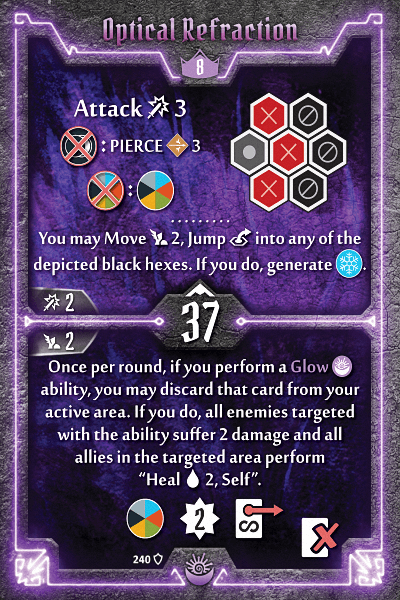 Optical Refraction
8
Attack 3
: PIERCE 3
:
You may Move 2, Jump into any of the
depicted black hexes. If you do, generate .
2
37
2
Once per round, if you perform a Glow
ability, you may discard that card from your
active area. If you do, all enemies targeted
with the ability suffer 2 damage and all
allies in the targeted area perform
“Heal 2, Self”.
2
S
240